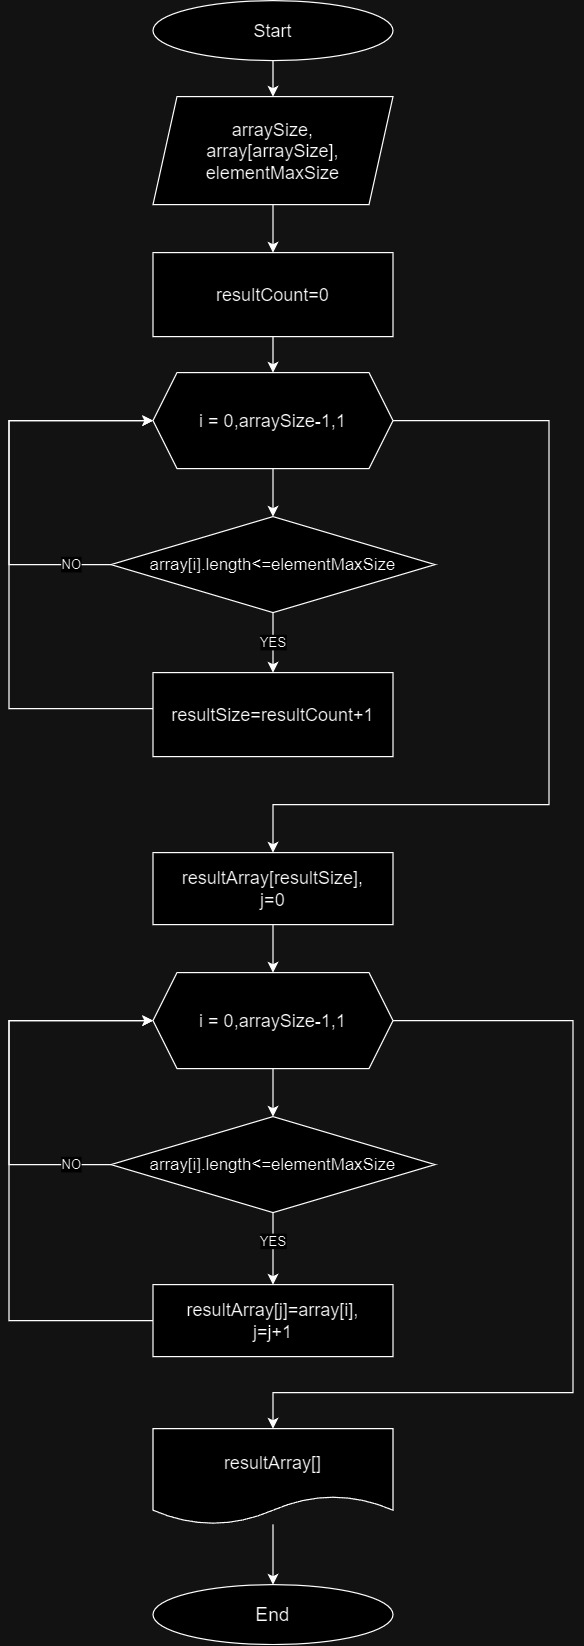 Start
arraySize,
array[arraySize],
elementMaxSize
resultCount=0
i = 0,arraySize-1,1
array[i].length<=elementMaxSize
NO
YES
resultSize=resultCount+1
resultArray[resultSize],
j=0
i = 0,arraySize-1,1
array[i].length<=elementMaxSize
NO
YES
resultArray[j]=array[i],
j=j+1
resultArray[]
End